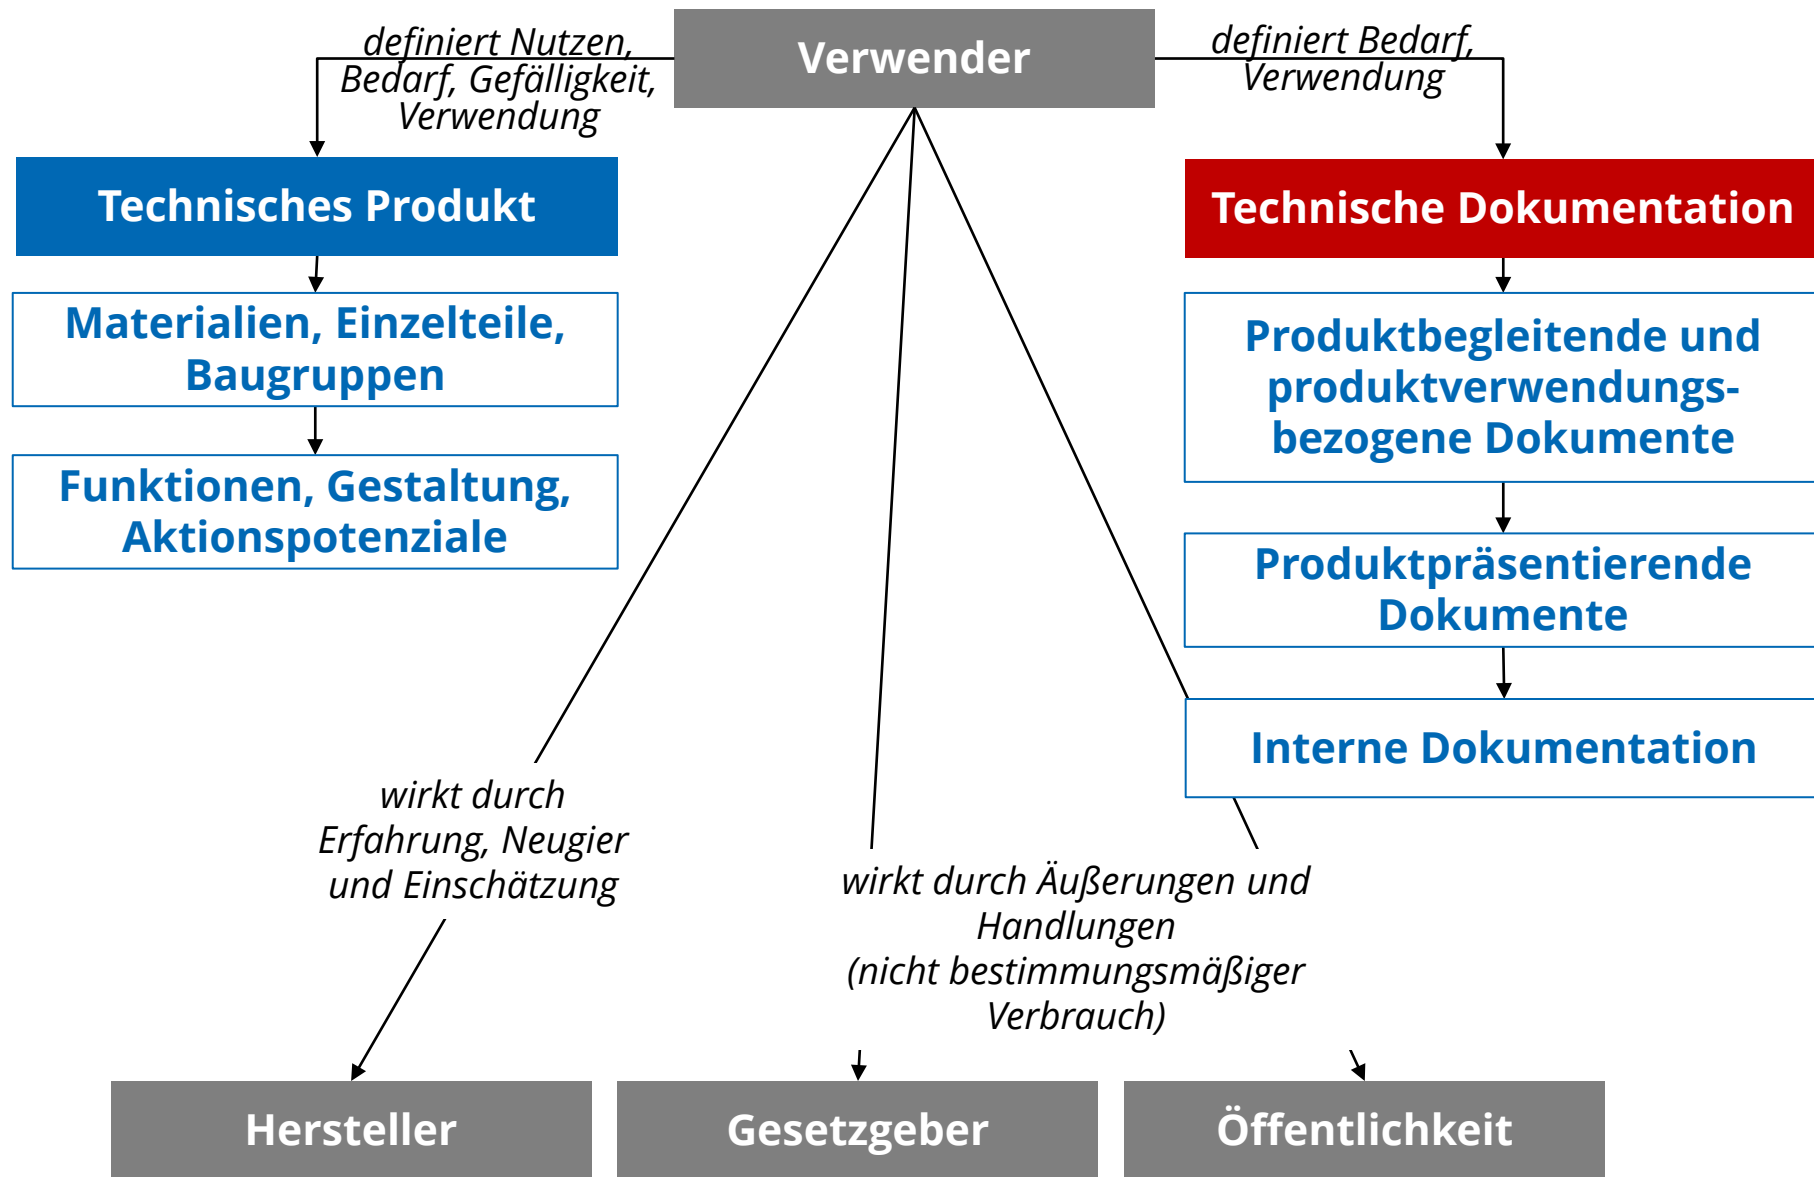 definiert Nutzen,
Bedarf, Gefälligkeit,
Verwendung
Verwender
definiert Bedarf,
Verwendung
Technisches Produkt
Materialien, Einzelteile,
Baugruppen
Funktionen, Gestaltung,
Aktionspotenziale
Technische Dokumentation
Produktbegleitende und
produktverwendungs-
bezogene Dokumente
Produktpräsentierende
Dokumente
Interne Dokumentation
wirkt durch
Erfahrung, Neugier
und Einschätzung
wirkt durch Äußerungen und
Handlungen
(nicht bestimmungsmäßiger
Verbrauch)
Hersteller
Gesetzgeber
Öffentlichkeit